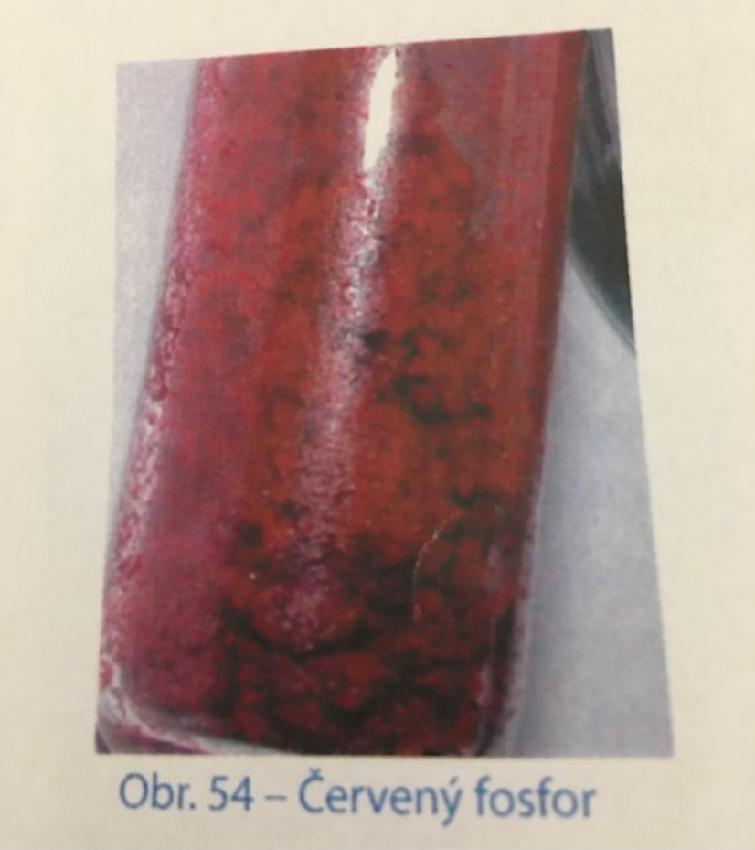 Obr. 54 – Červený fosfor